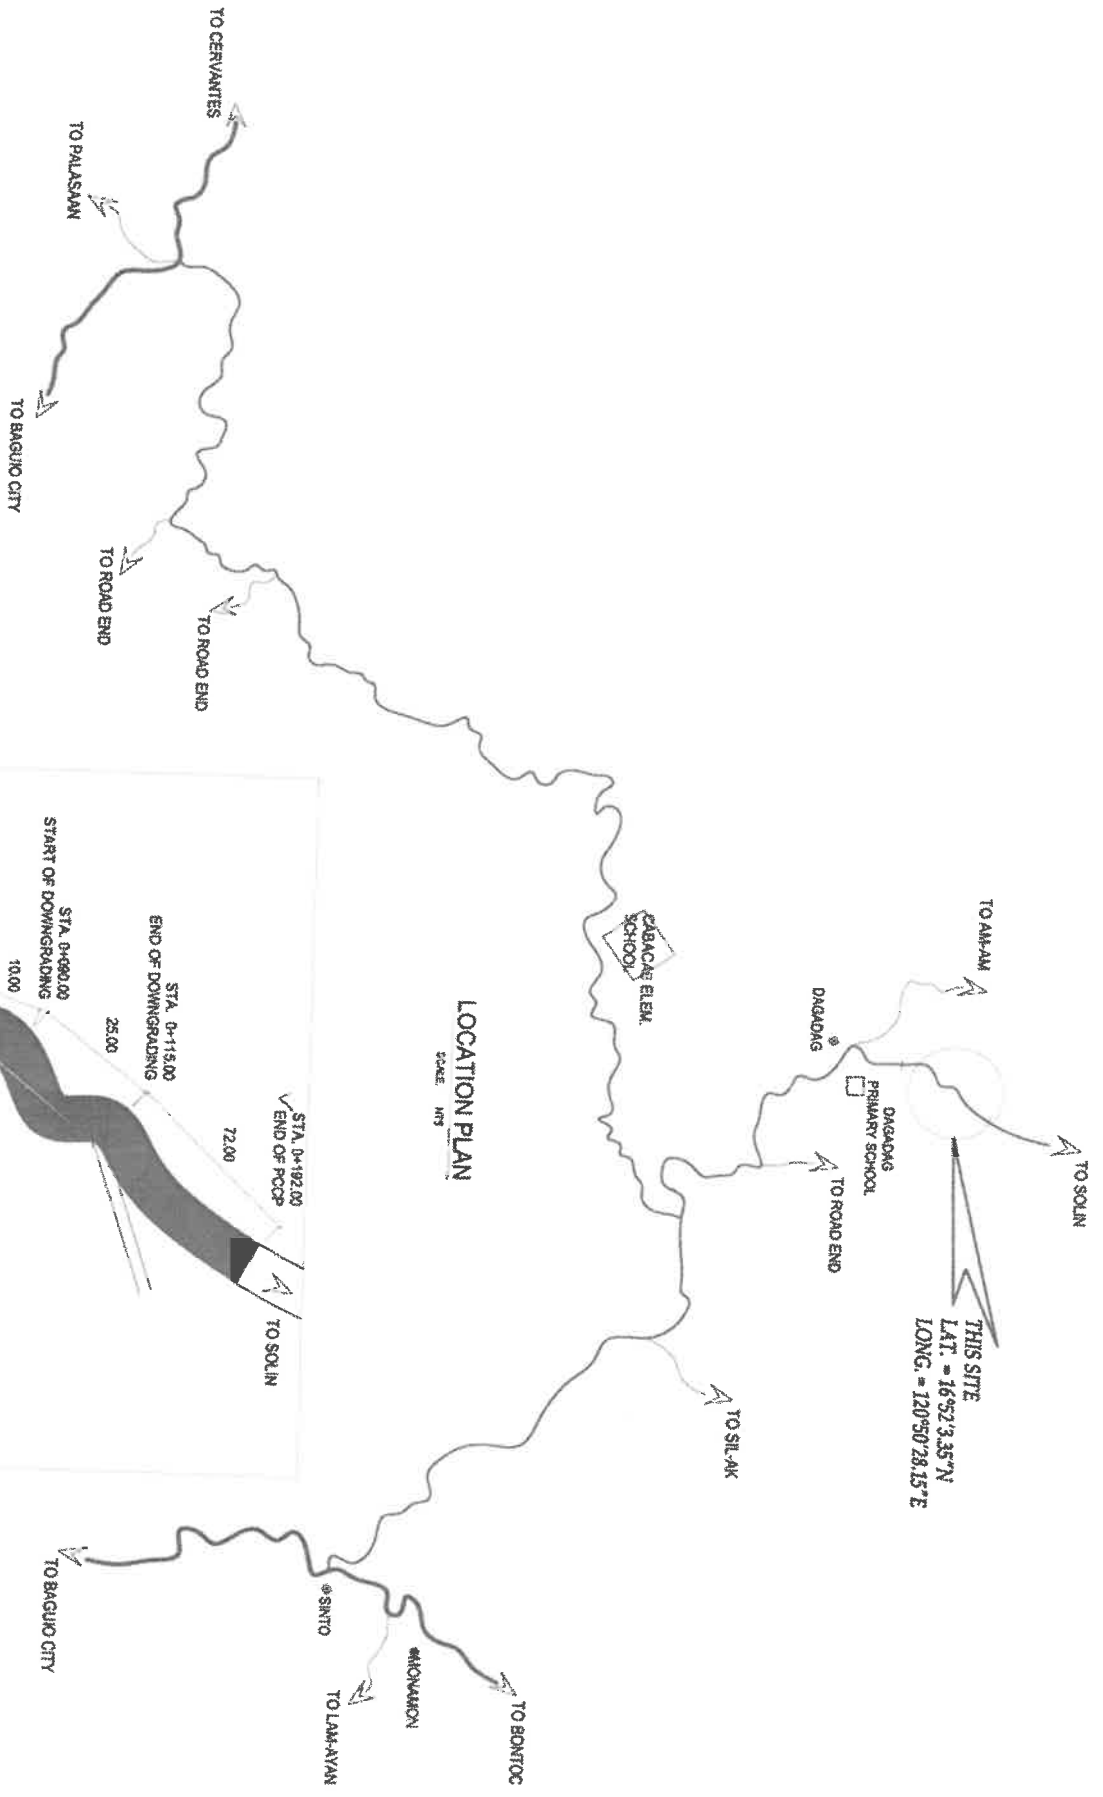 TO CERVANTES
TO PALASAAN
TO BAGUIO CITY
TO ROAD END
TO ROAD END
CABACAB ELEM.
SCHOOL
TO AM-AM
DAGADAG
DAGADAG
PRIMARY SCHOOL
TO SOLIN
TO ROAD END
THIS SITE
LAT. = 16°52'3.35"N
LONG. = 120°50'28.15"E
TO SIL-AK
LOCATION PLAN
SCALE NTS
SINTO
MONAMON
TO BONTOC
TO LAM-AYAN
TO BAGUIO CITY
STA. 0+192.00
END OF PCCP
72.00
STA. 0+115.00
END OF DOWNGRADING
25.00
STA. 0+090.00
START OF DOWNGRADING
10.00
TO SOLIN